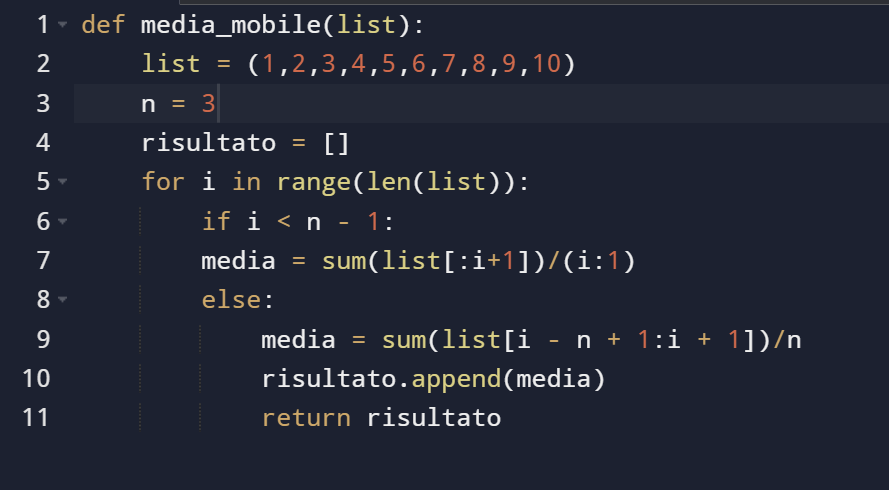 1 def media_mobile(list):
2     list = (1,2,3,4,5,6,7,8,9,10)
3     n = 3
4     risultato = []
5     for i in range(len(list)):
6         if i < n - 1:
7         media = sum(list[:i+1])/(i:1)
8         else:
9             media = sum(list[i - n + 1:i + 1])/n
10             risultato.append(media)
11             return risultato